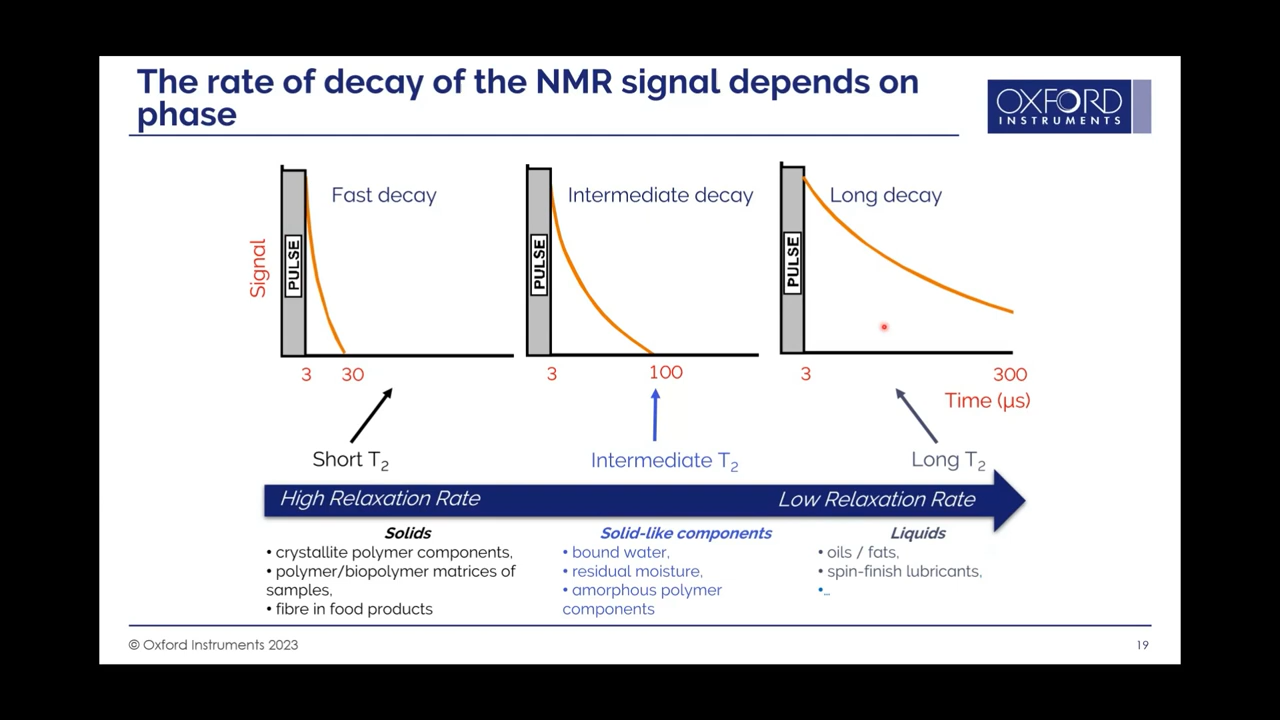 The rate of decay of the NMR signal depends on
phase
OXFORD
INSTRUMENTS
Fast decay
Intermediate decay
Long decay
Signal
PULSE
PULSE
PULSE
3
30
3
100
3
300
Time (μs)
Short T2
Intermediate T2
Long T2
High Relaxation Rate
Low Relaxation Rate
Solids
• crystallite polymer components,
• polymer/biopolymer matrices of
samples,
• fibre in food products
Solid-like components
• bound water,
• residual moisture,
• amorphous polymer
components
Liquids
• oils / fats,
• spin-finish lubricants,
•...
© Oxford Instruments 2023
19